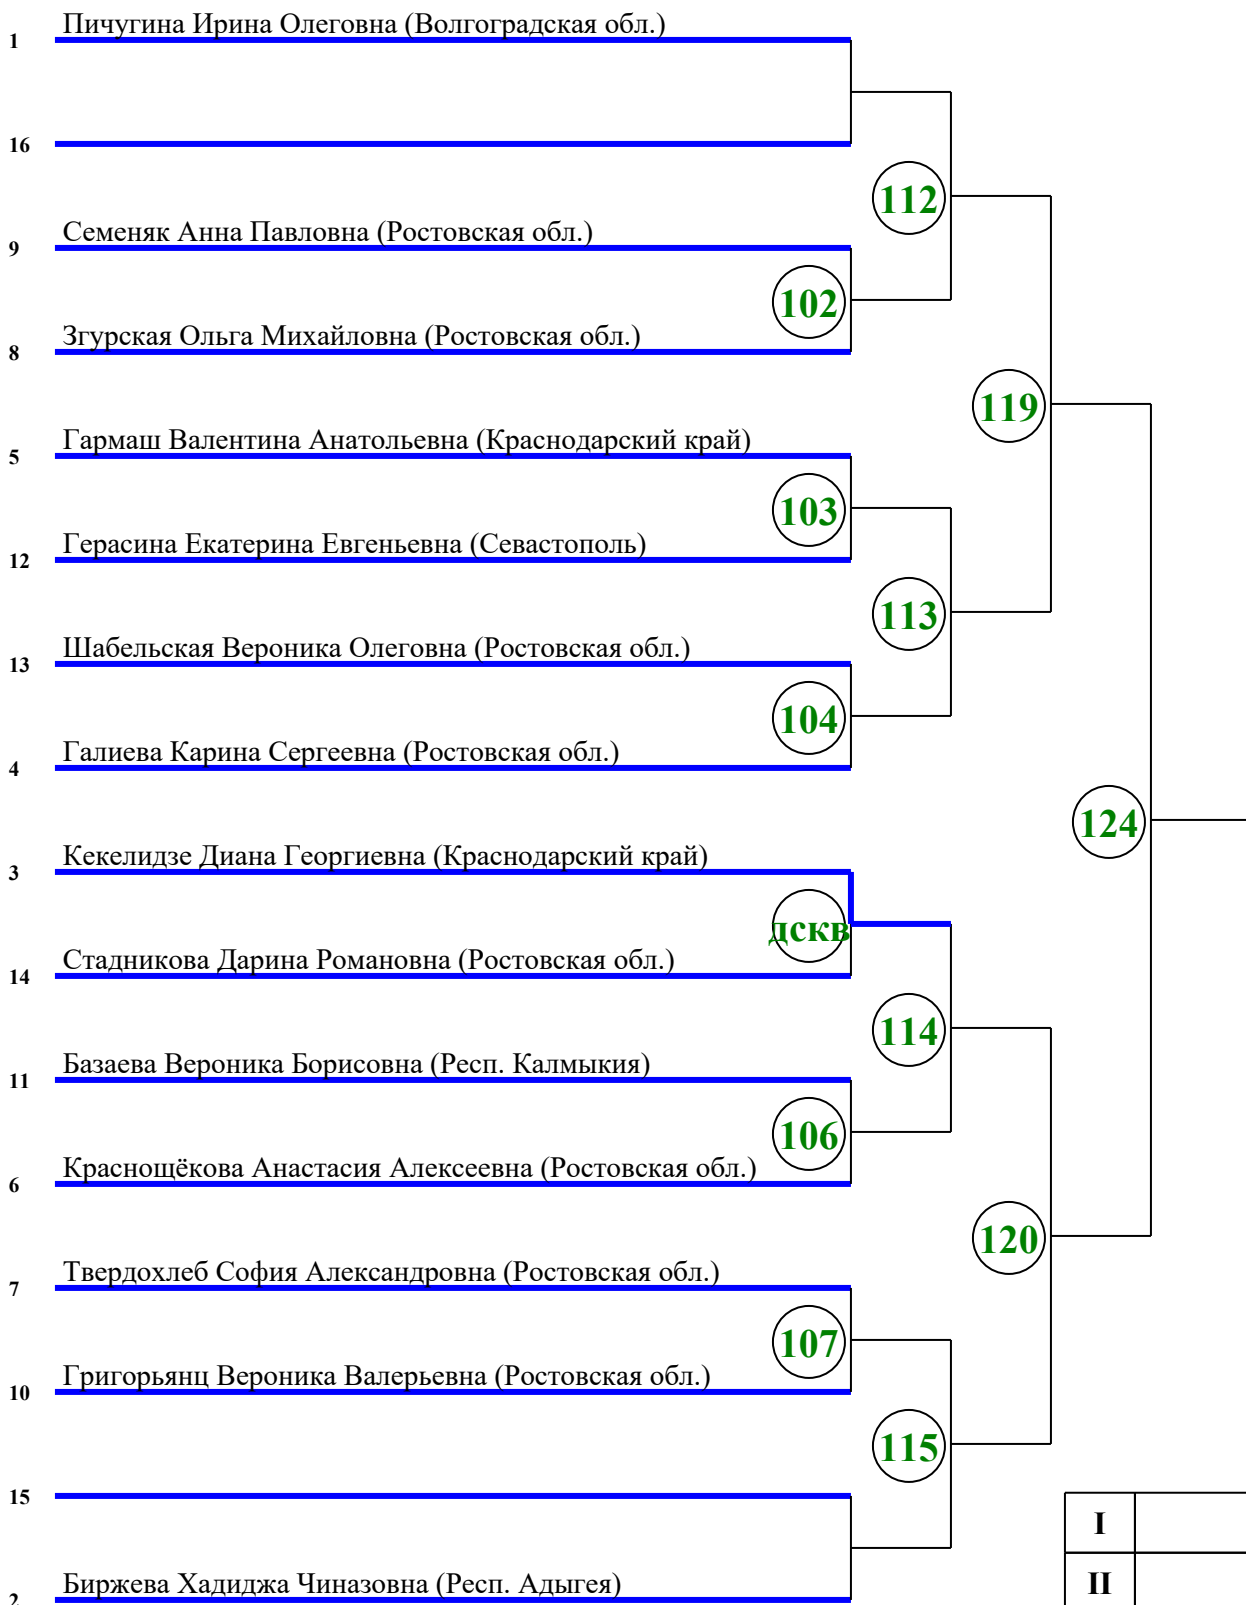 1 Пичугина Ирина Олеговна (Волгоградская обл.)
16
112
9 Семеняк Анна Павловна (Ростовская обл.)
102
8 Згурская Ольга Михайловна (Ростовская обл.)
119
5 Гармаш Валентина Анатольевна (Краснодарский край)
103
12 Герасина Екатерина Евгеньевна (Севастополь)
113
13 Шабельская Вероника Олеговна (Ростовская обл.)
104
4 Галиева Карина Сергеевна (Ростовская обл.)
124
3 Кекелидзе Диана Георгиевна (Краснодарский край)
дскв
14 Стадникова Дарина Романовна (Ростовская обл.)
114
11 Базаева Вероника Борисовна (Респ. Калмыкия)
106
6 Краснощёкова Анастасия Алексеевна (Ростовская обл.)
120
7 Твердохлеб София Александровна (Ростовская обл.)
107
10 Григорьянц Вероника Валерьевна (Ростовская обл.)
115
15
I
2 Биржева Хадиджа Чиназовна (Респ. Адыгея)
II